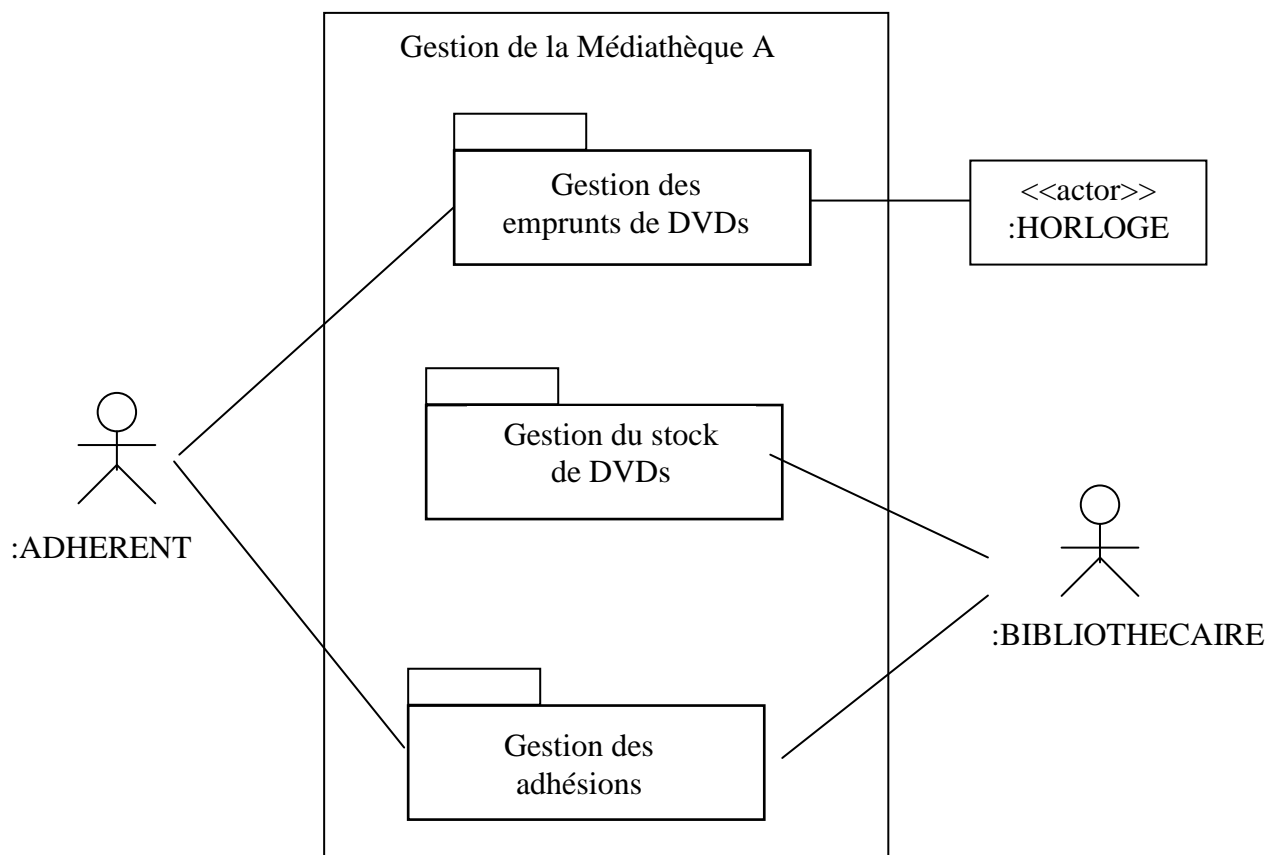 Gestion de la Médiathèque A
Gestion des
emprunts de DVDs
<<actor>>
:HORLOGE
Gestion du stock
de DVDs
:ADHERENT
:BIBLIOTHECAIRE
Gestion des
adhésions